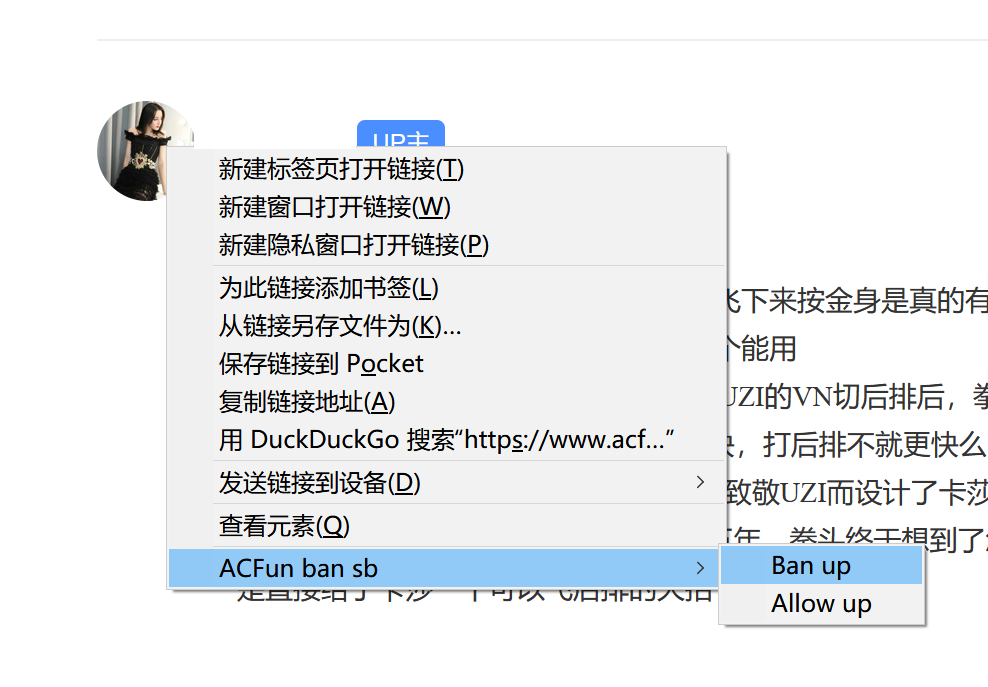 UP主
新建标签页打开链接(T)
新建窗口打开链接(W)
新建隐私窗口打开链接(P)
为此链接添加书签(L)
飞下来按金身是真的有
从链接另存文件为(K)...
个能用
保存链接到 Pocket
复制链接地址(A)
UZI的VN切后排后，拳
用 DuckDuckGo 搜索“https://www.acf...”
快，打后排不就更快么
发送链接到设备(D)
致敬UZI而设计了卡莎
查看元素(Q)
百年，拳头终于想到了
ACFun ban sb
Ban up
Allow up
是直接给了卡莎一个可以飞后排的大招